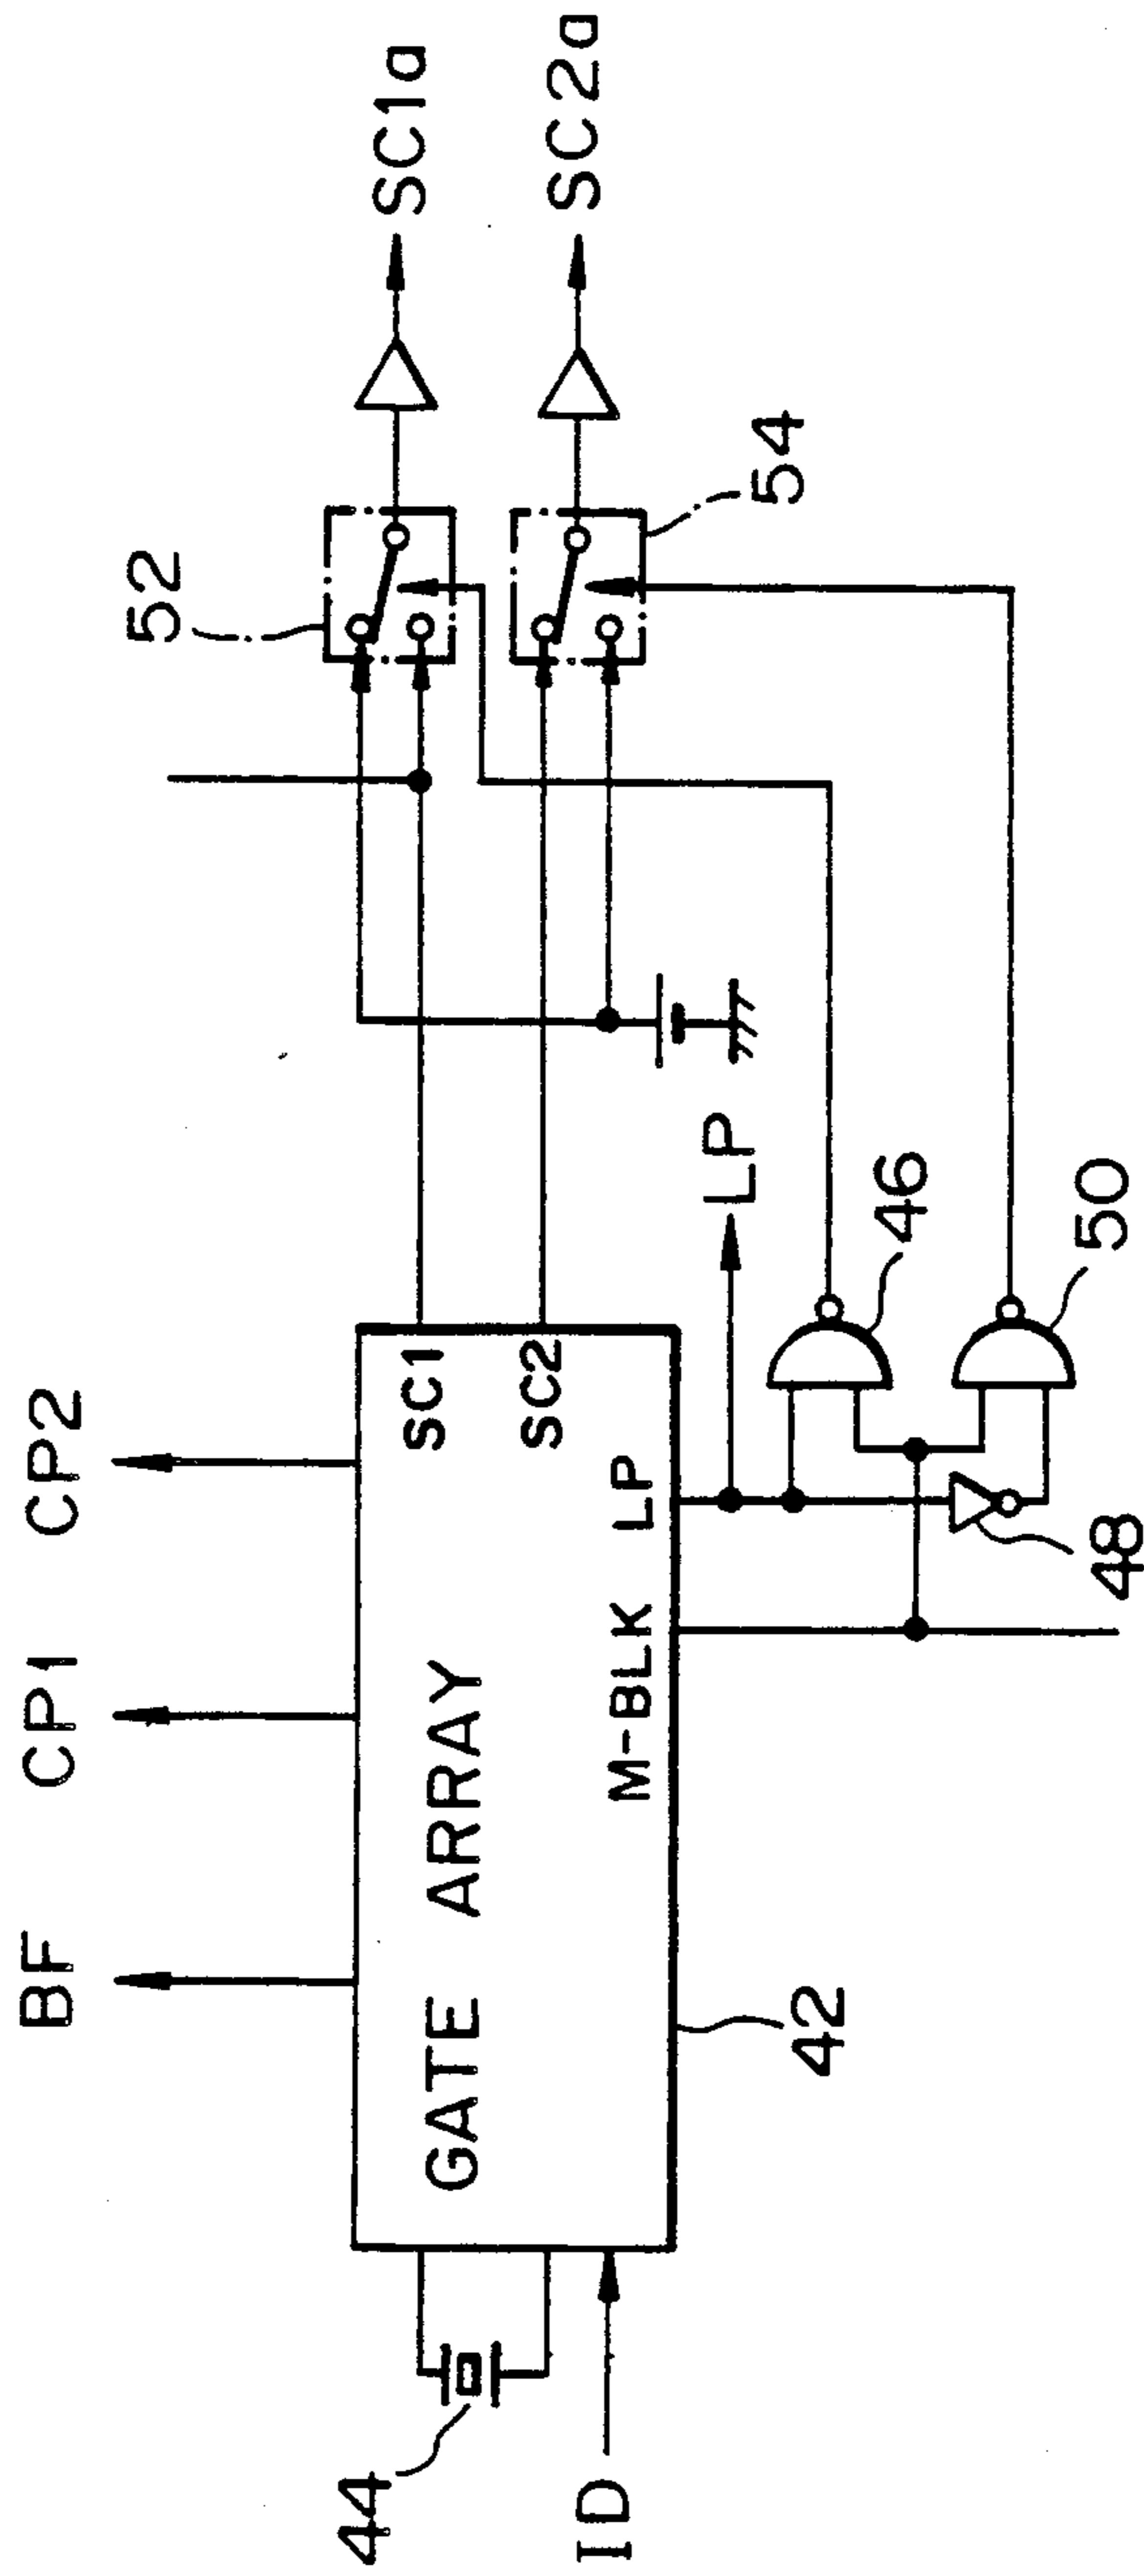 BF
CP1
CP2
SC1a
SC2a
52
54
44
IID
GATE ARRAY
SC1
SC2
M-BLK
LP
LP
42
46
48
50